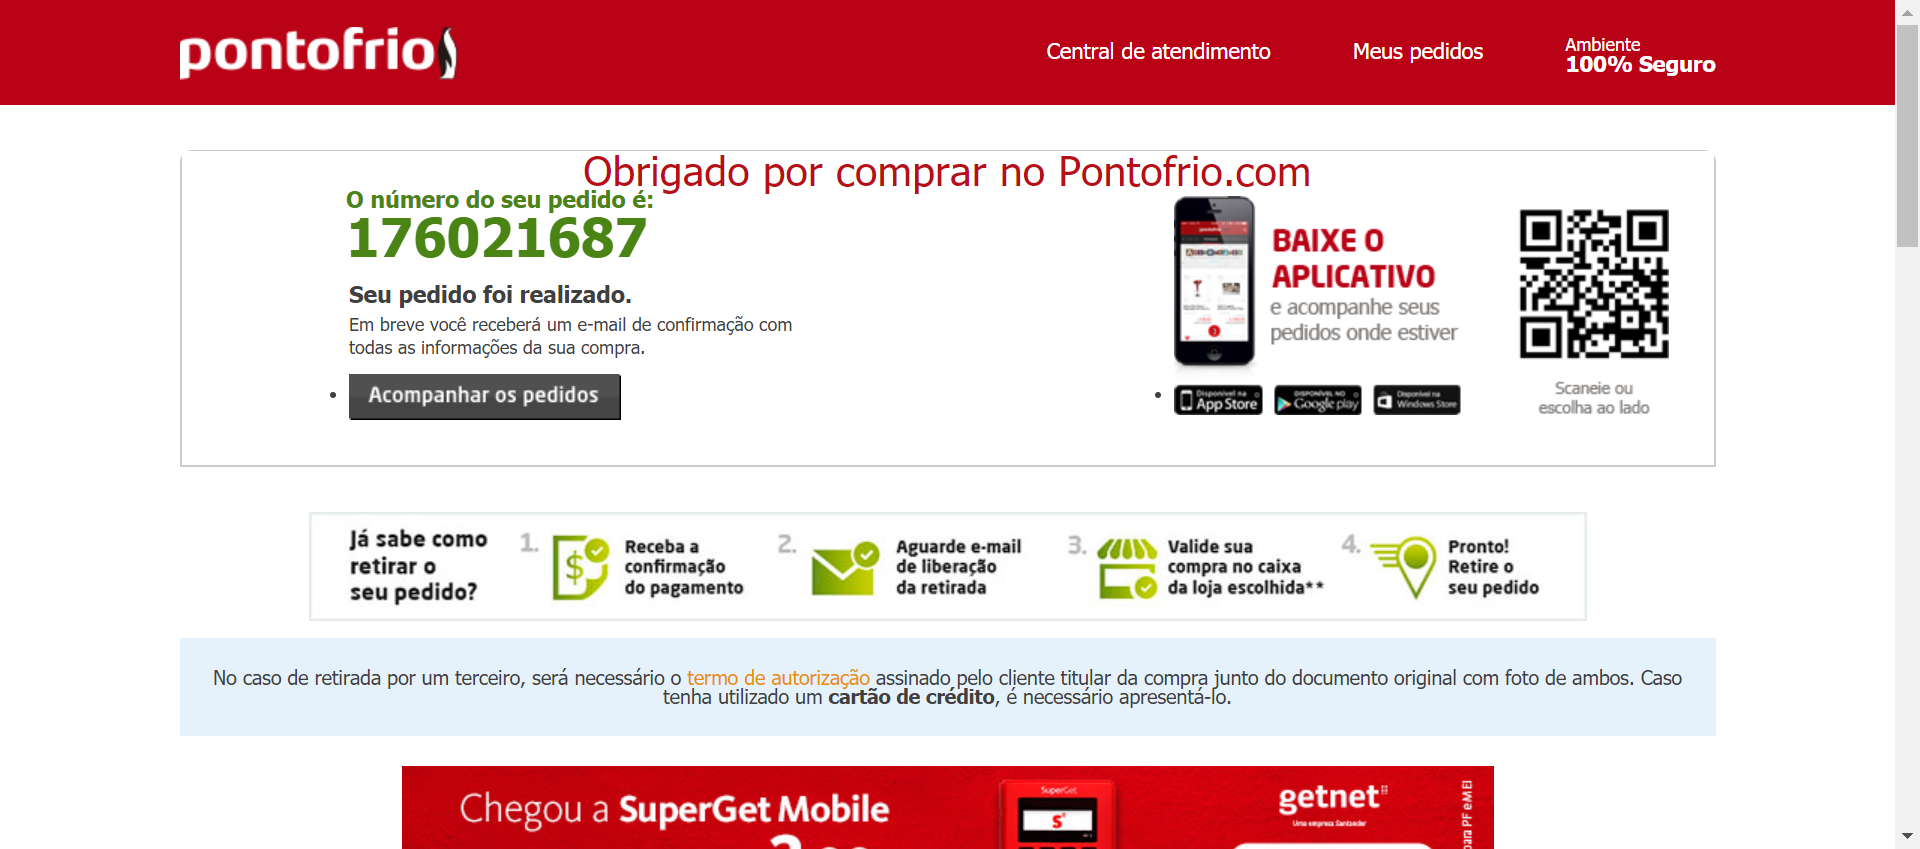 pontofrio
Central de atendimento
Meus pedidos
Ambiente
100% Seguro
Obrigado por comprar no Pontofrio.com
O número do seu pedido é:
176021687
Seu pedido foi realizado.
Em breve você receberá um e-mail de confirmação com
todas as informações da sua compra.
Acompanhar os pedidos
BAIXE O
APLICATIVO
e acompanhe seus
pedidos onde estiver
Disponível na
App Store
DISPONÍVEL NO
Google play
Disponível na
Windows Store
Scaneie ou
escolha ao lado
Já sabe como
retirar o
seu pedido?
1.
Receba a
confirmação
do pagamento
2.
Aguarde e-mail
de liberação
da retirada
3.
Valide sua
compra no caixa
da loja escolhida**
4.
Pronto!
Retire o
seu pedido
No caso de retirada por um terceiro, será necessário o termo de autorização assinado pelo cliente titular da compra junto do documento original com foto de ambos. Caso
tenha utilizado um cartão de crédito, é necessário apresentá-lo.
Chegou a SuperGet Mobile
SuperGet
S
getnet
Uma empresa Santander
para PF e MEI